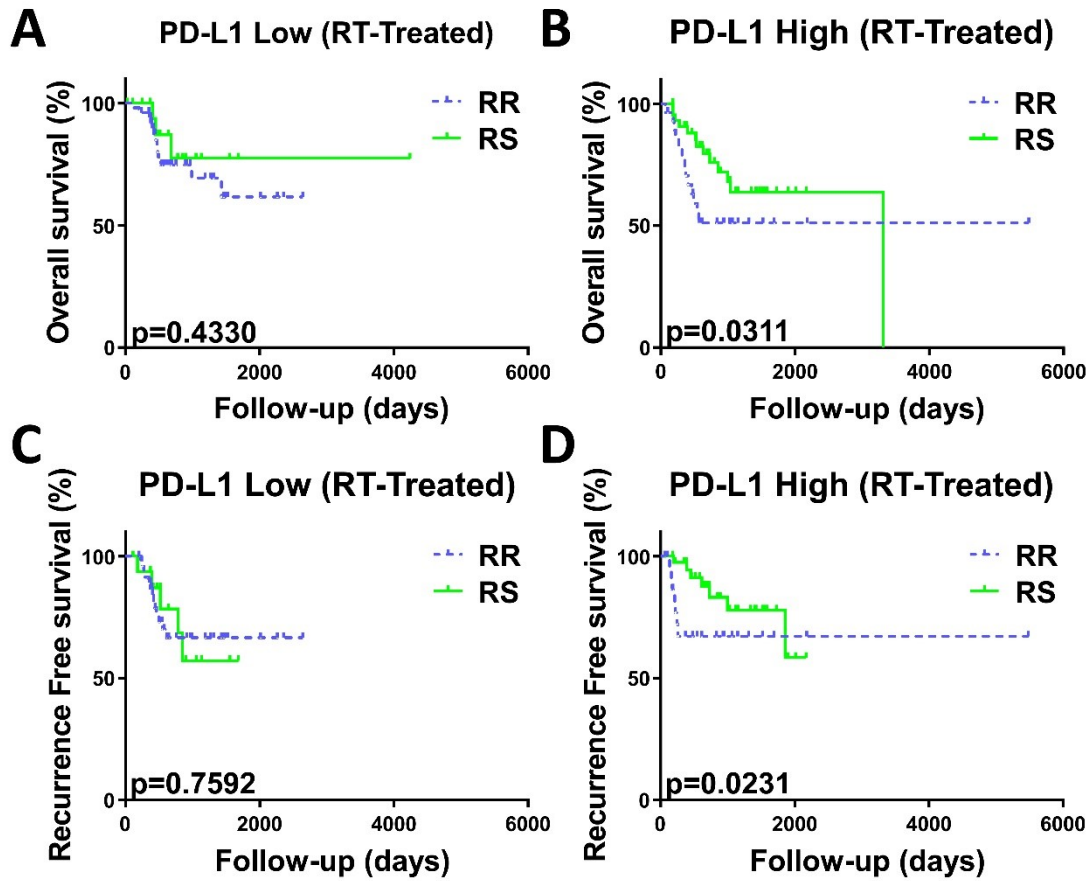 A
PD-L1 Low (RT-Treated)
Overall survival (%)
100
50
0
RR
RS
p=0.4330
0 2000 4000 6000
Follow-up (days)
B
PD-L1 High (RT-Treated)
Overall survival (%)
100
50
0
RR
RS
p=0.0311
0 2000 4000 6000
Follow-up (days)
C
PD-L1 Low (RT-Treated)
Recurrence Free survival (%)
100
50
0
RR
RS
p=0.7592
0 2000 4000 6000
Follow-up (days)
D
PD-L1 High (RT-Treated)
Recurrence Free survival (%)
100
50
0
RR
RS
p=0.0231
0 2000 4000 6000
Follow-up (days)